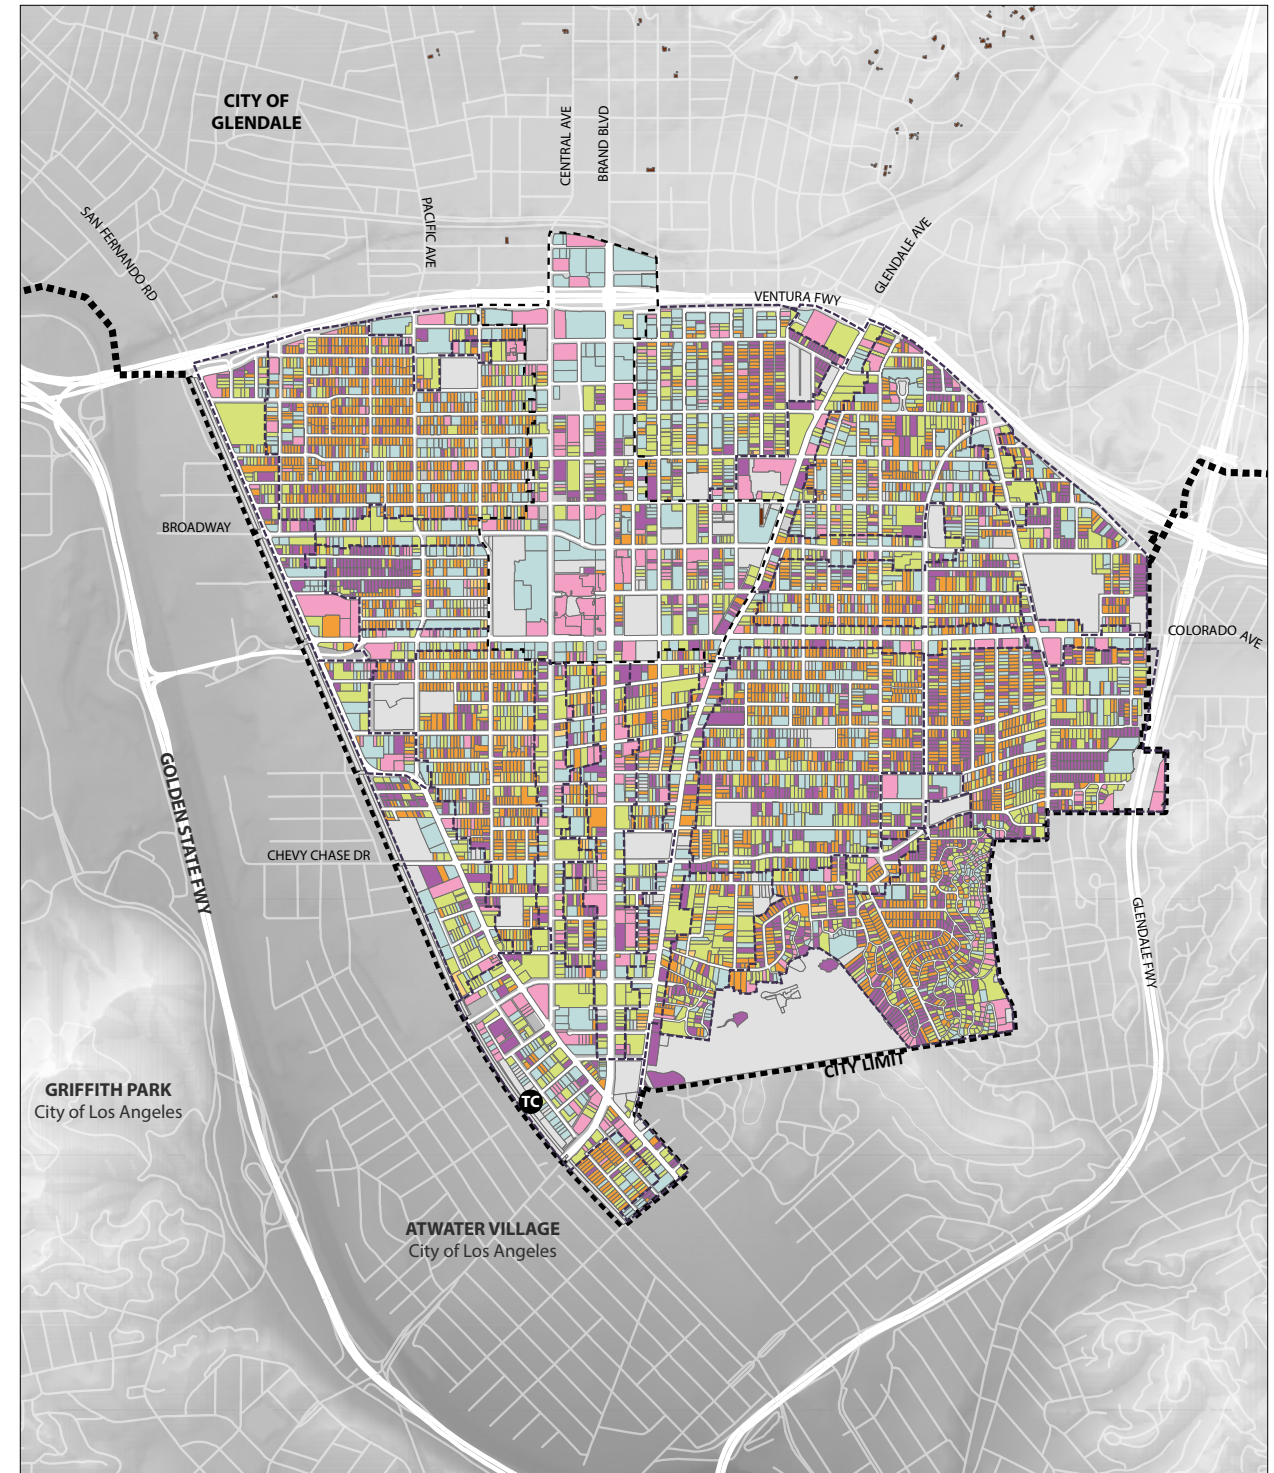 CITY OF
GLENDALE
CENTRAL AVE
BRAND BLVD
SAN FERNANDO RD
PACIFIC AVE
GLENDALE AVE
VENTURA FWY
BROADWAY
COLORADO AVE
GOLDEN STATE FWY
CHEVY CHASE DR
GLENDALE FWY
CITY LIMIT
GRIFFITH PARK
City of Los Angeles
TC
ATWATER VILLAGE
City of Los Angeles